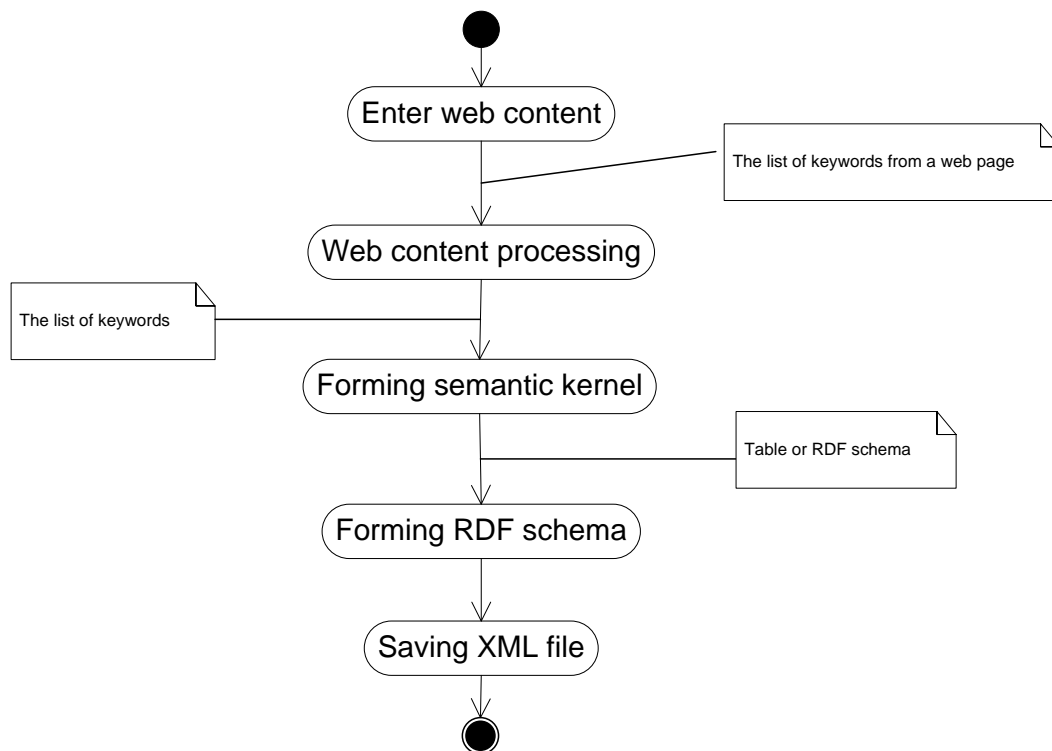 Enter web content
The list of keywords from a web page
Web content processing
The list of keywords
Forming semantic kernel
Table or RDF schema
Forming RDF schema
Saving XML file